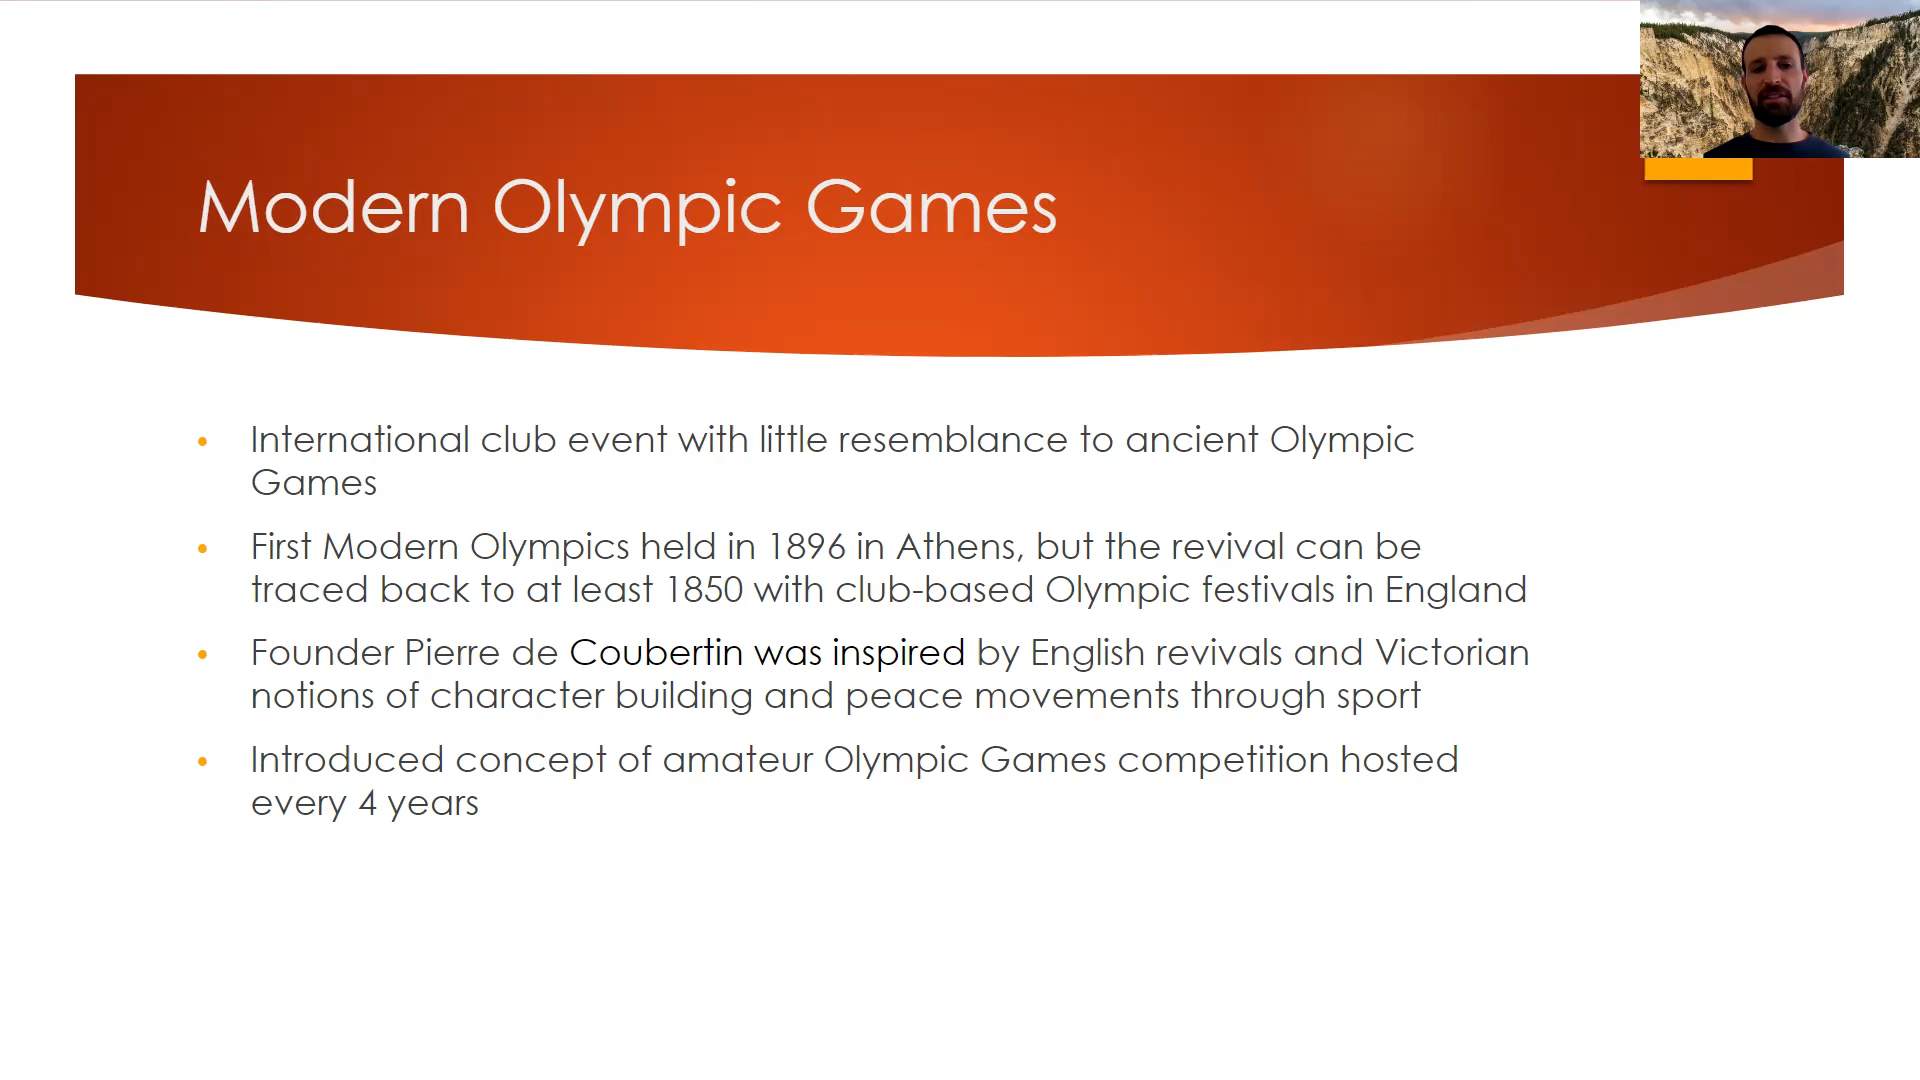 Modern Olympic Games
• International club event with little resemblance to ancient Olympic
Games
• First Modern Olympics held in 1896 in Athens, but the revival can be
traced back to at least 1850 with club-based Olympic festivals in England
• Founder Pierre de Coubertin was inspired by English revivals and Victorian
notions of character building and peace movements through sport
• Introduced concept of amateur Olympic Games competition hosted
every 4 years